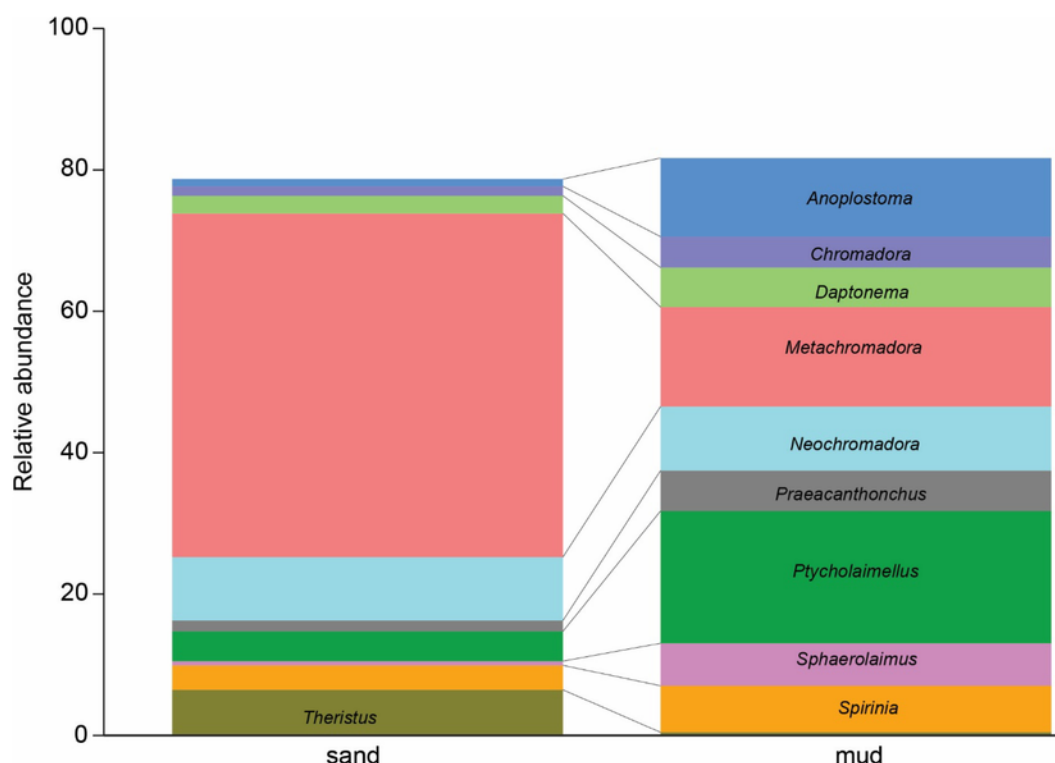 100
80
60
40
20
0
Relative abundance
Anoplostoma
Chromadora
Daptonema
Metachromadora
Neochromadora
Praeacanthonchus
Ptycholaimellus
Sphaerolaimus
Spirinia
Theristus
sand
mud